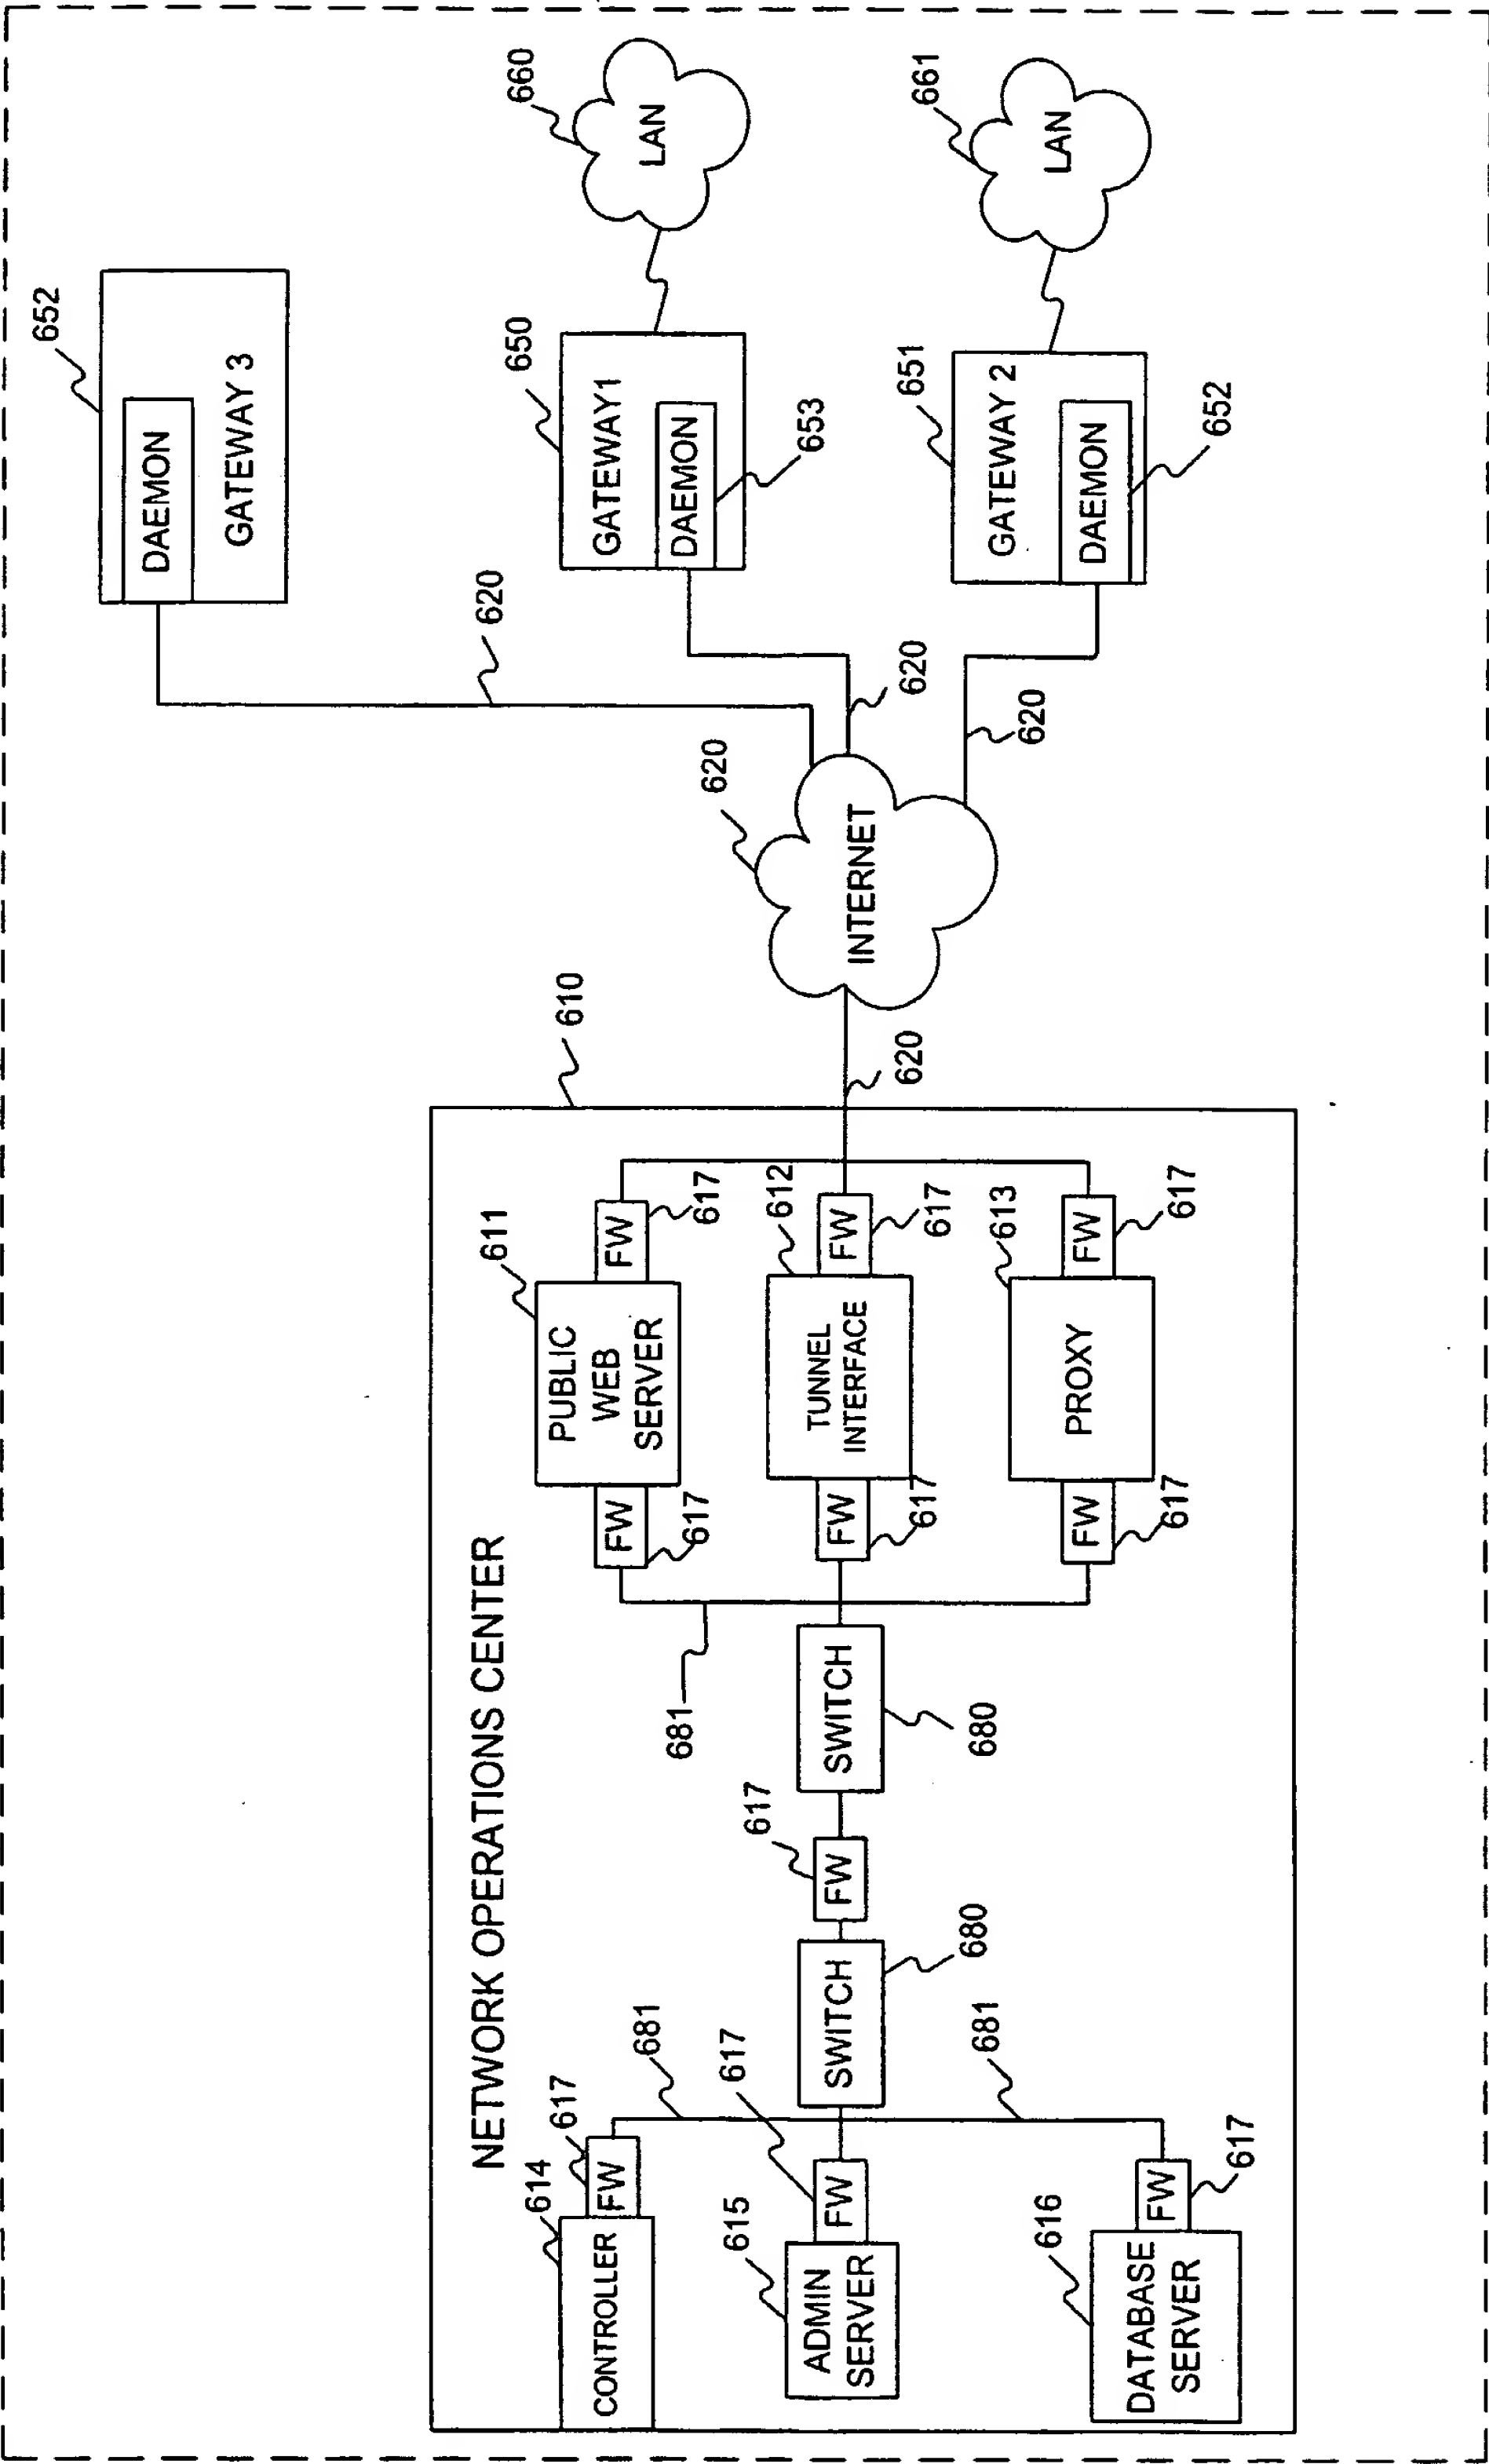 NETWORK OPERATIONS CENTER
610
614
617
CONTROLLER
FW
681
615
617
ADMIN
SERVER
FW
681
616
DATABASE
SERVER
FW
617
SWITCH
680
617
FW
SWITCH
680
681
611
PUBLIC
WEB
SERVER
FW
617
FW
617
612
TUNNEL
INTERFACE
FW
617
FW
617
613
PROXY
FW
617
FW
617
620
620
INTERNET
620
620
620
652
DAEMON
GATEWAY 3
650
GATEWAY1
DAEMON
653
660
LAN
651
GATEWAY 2
DAEMON
652
661
LAN